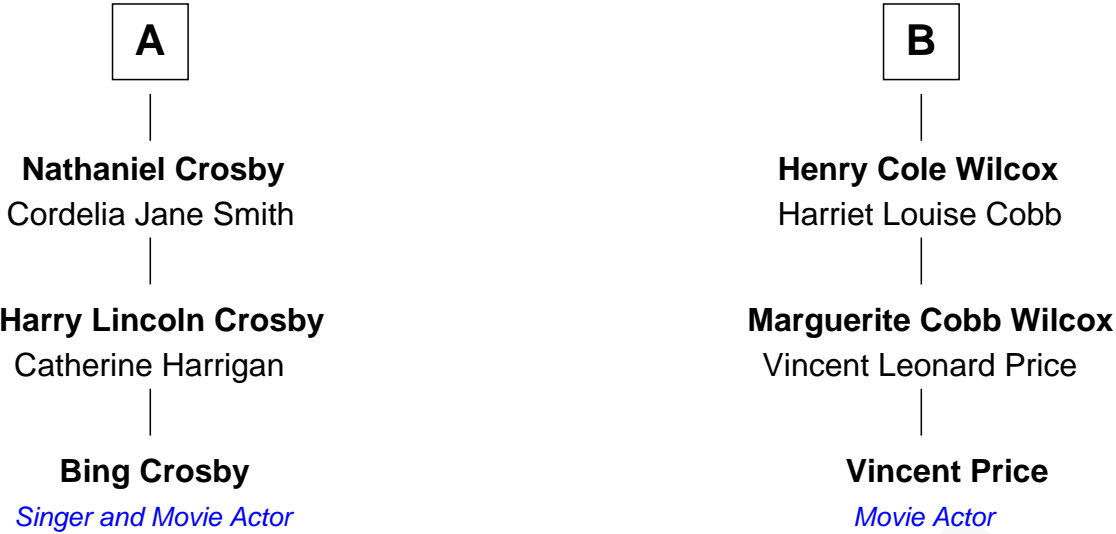 A
Nathaniel Crosby
Cordelia Jane Smith
Harry Lincoln Crosby
Catherine Harrigan
Bing Crosby
Singer and Movie Actor
B
Henry Cole Wilcox
Harriet Louise Cobb
Marguerite Cobb Wilcox
Vincent Leonard Price
Vincent Price
Movie Actor